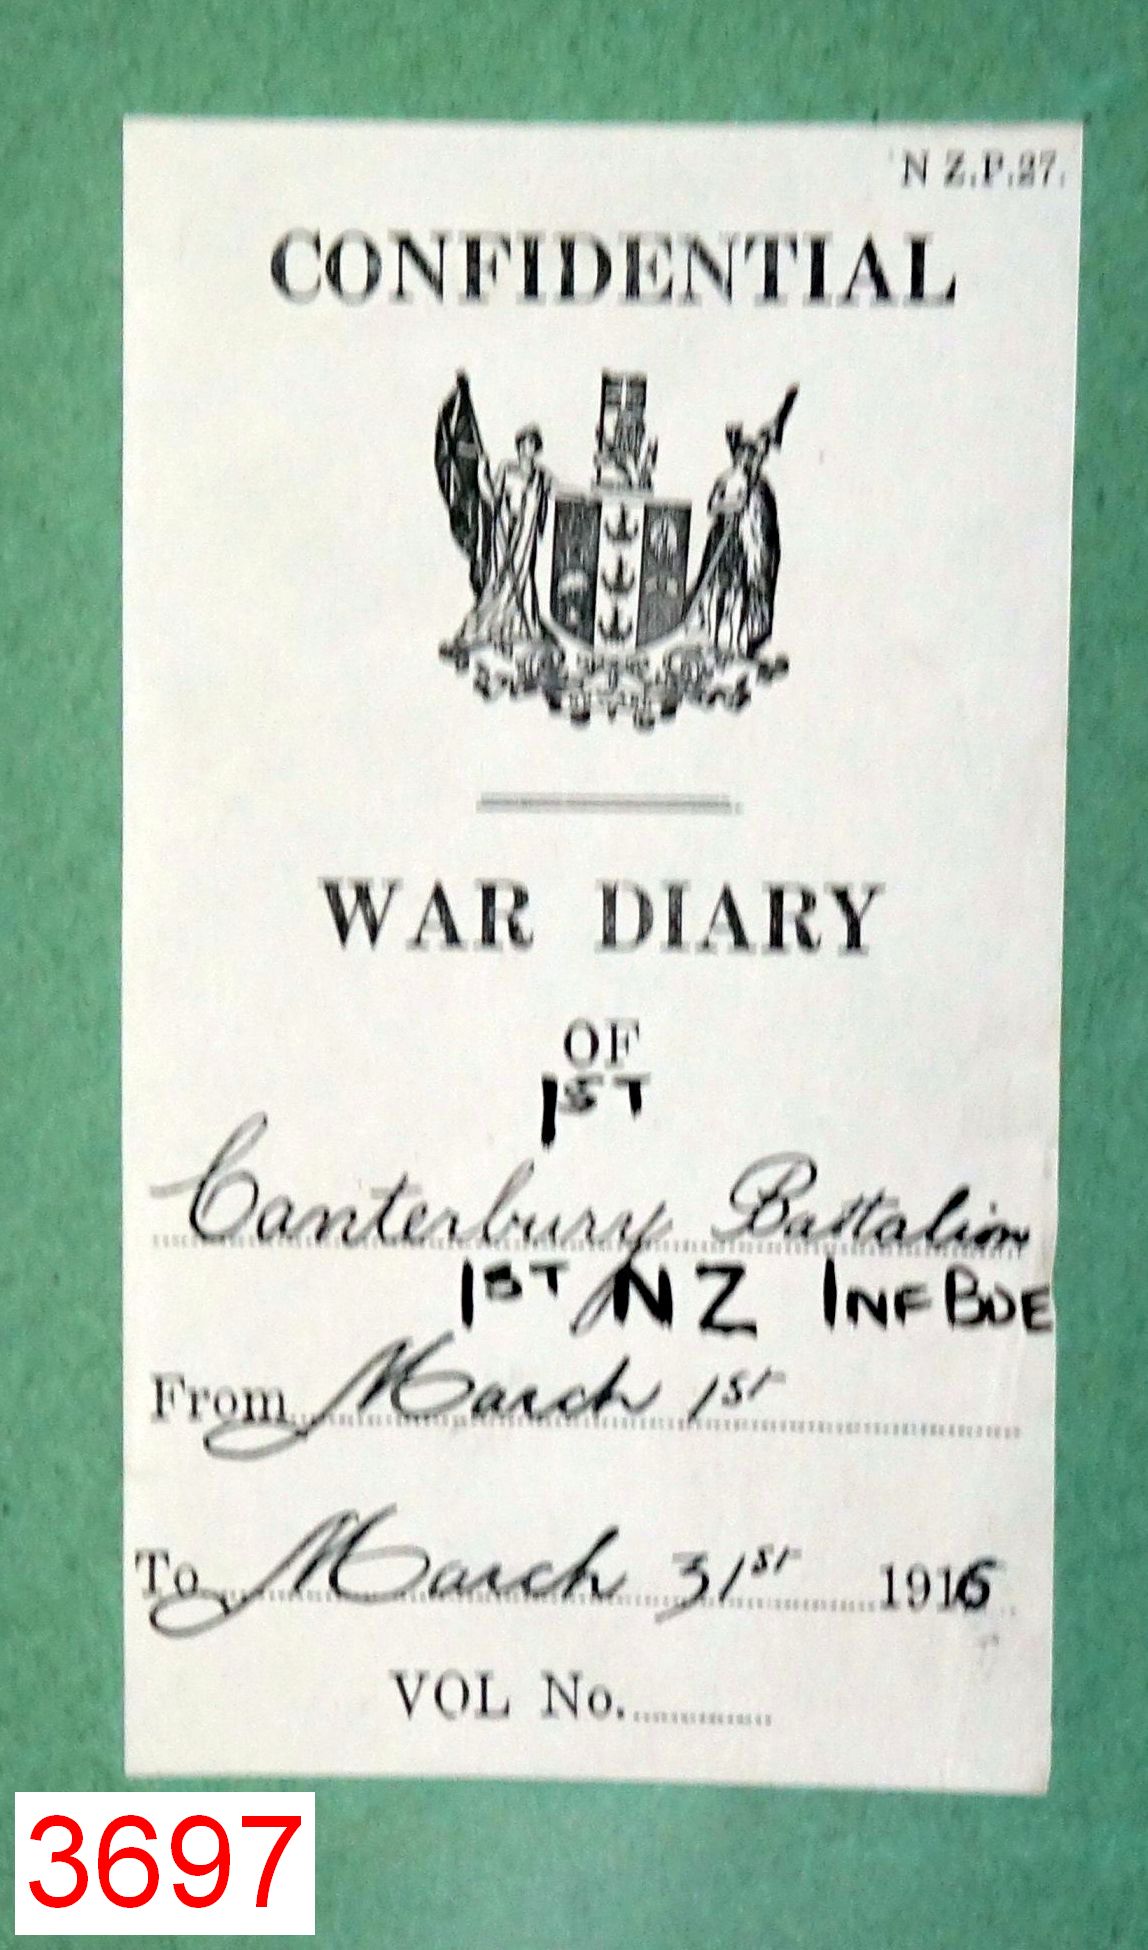 N Z.P.27.
CONFIDENTIAL
WAR DIARY
OF
1ST
Canterbury Battalion
1ST NZ INF BDE
From March 1st
To March 31st 1916
VOL No.
3697